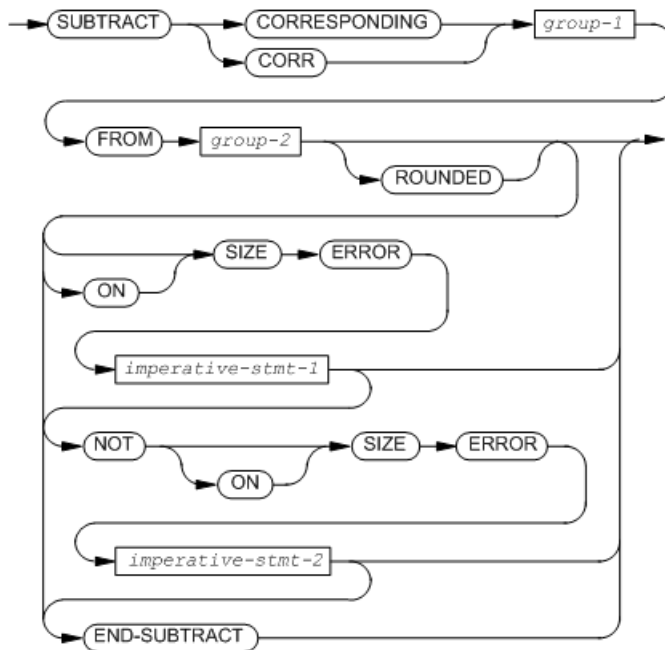 SUBTRACT CORRESPONDING group-1
CORR
FROM group-2
ROUNDED
SIZE ERROR
ON
imperative-stmt-1
NOT SIZE ERROR
ON
imperative-stmt-2
END-SUBTRACT